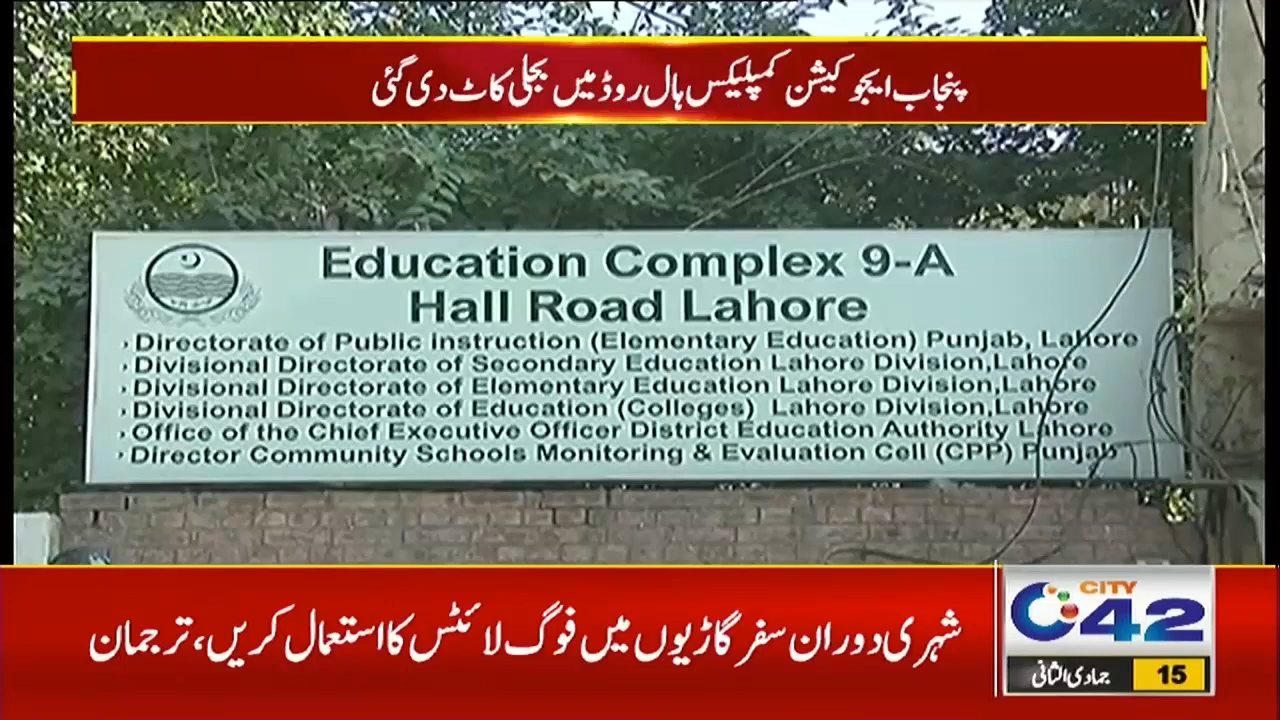 پنجاب ایجوکیشن کمپلیکس ہال روڈ میں بجلی کاٹ دی گئی
Education Complex 9-A
Hall Road Lahore
›Directorate of Public instruction (Elementary Education) Punjab, Lahore
›Divisional Directorate of Secondary Education Lahore Division,Lahore
›Divisional Directorate of Elementary Education Lahore Division,Lahore
›Divisional Directorate of Education (Colleges) Lahore Division,Lahore
›Office of the Chief Executive Officer District Education Authority Lahore
›Director Community Schools Monitoring & Evaluation Cell (CPP) Punjab
شہری دوران سفر گاڑیوں میں فوگ لائٹس کا استعمال کریں، ترجمان
CITY
42
15 جمادی الثانی